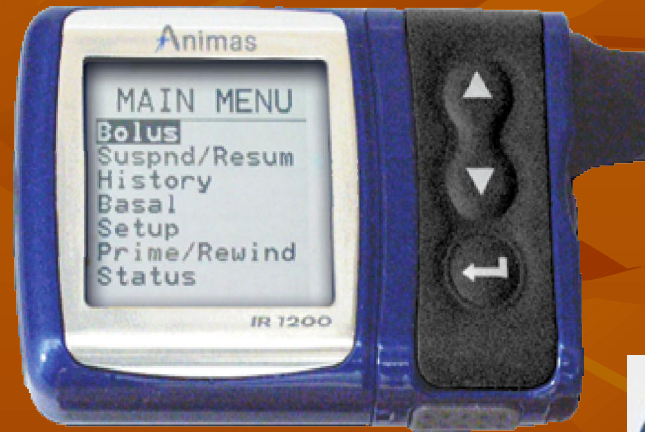 Animas
MAIN MENU
Bolus
Suspnd/Resum
History
Basal
Setup
Prime/Rewind
Status
IR 1200